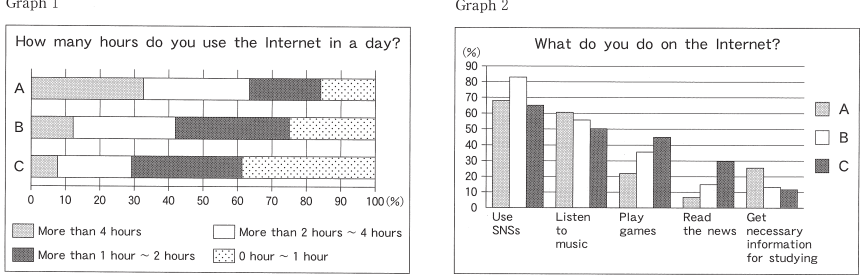 Graph 1
How many hours do you use the Internet in a day?
A
B
C
0 10 20 30 40 50 60 70 80 90 100 (%)
More than 4 hours
More than 2 hours ~ 4 hours
More than 1 hour ~ 2 hours
0 hour ~ 1 hour
Graph 2
What do you do on the Internet?
(%)
90
80
70
60
50
40
30
20
10
0
Use
SNSs
Listen
to
music
Play
games
Read
the news
Get
necessary
information
for studying
A
B
C